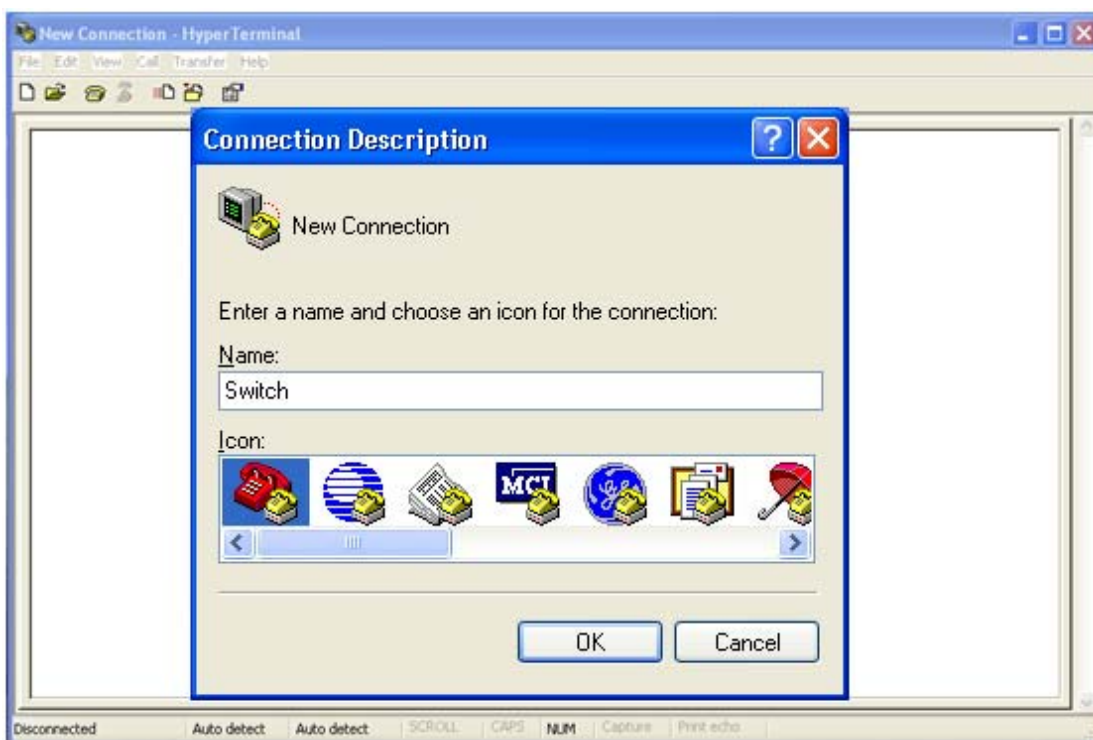 New Connection - HyperTerminal
File Edit View Call Transfer Help
Connection Description
New Connection
Enter a name and choose an icon for the connection:
Name:
Switch
Icon:
MCI
OK Cancel
Disconnected Auto detect Auto detect SCROLL CAPS NUM Capture Print echo